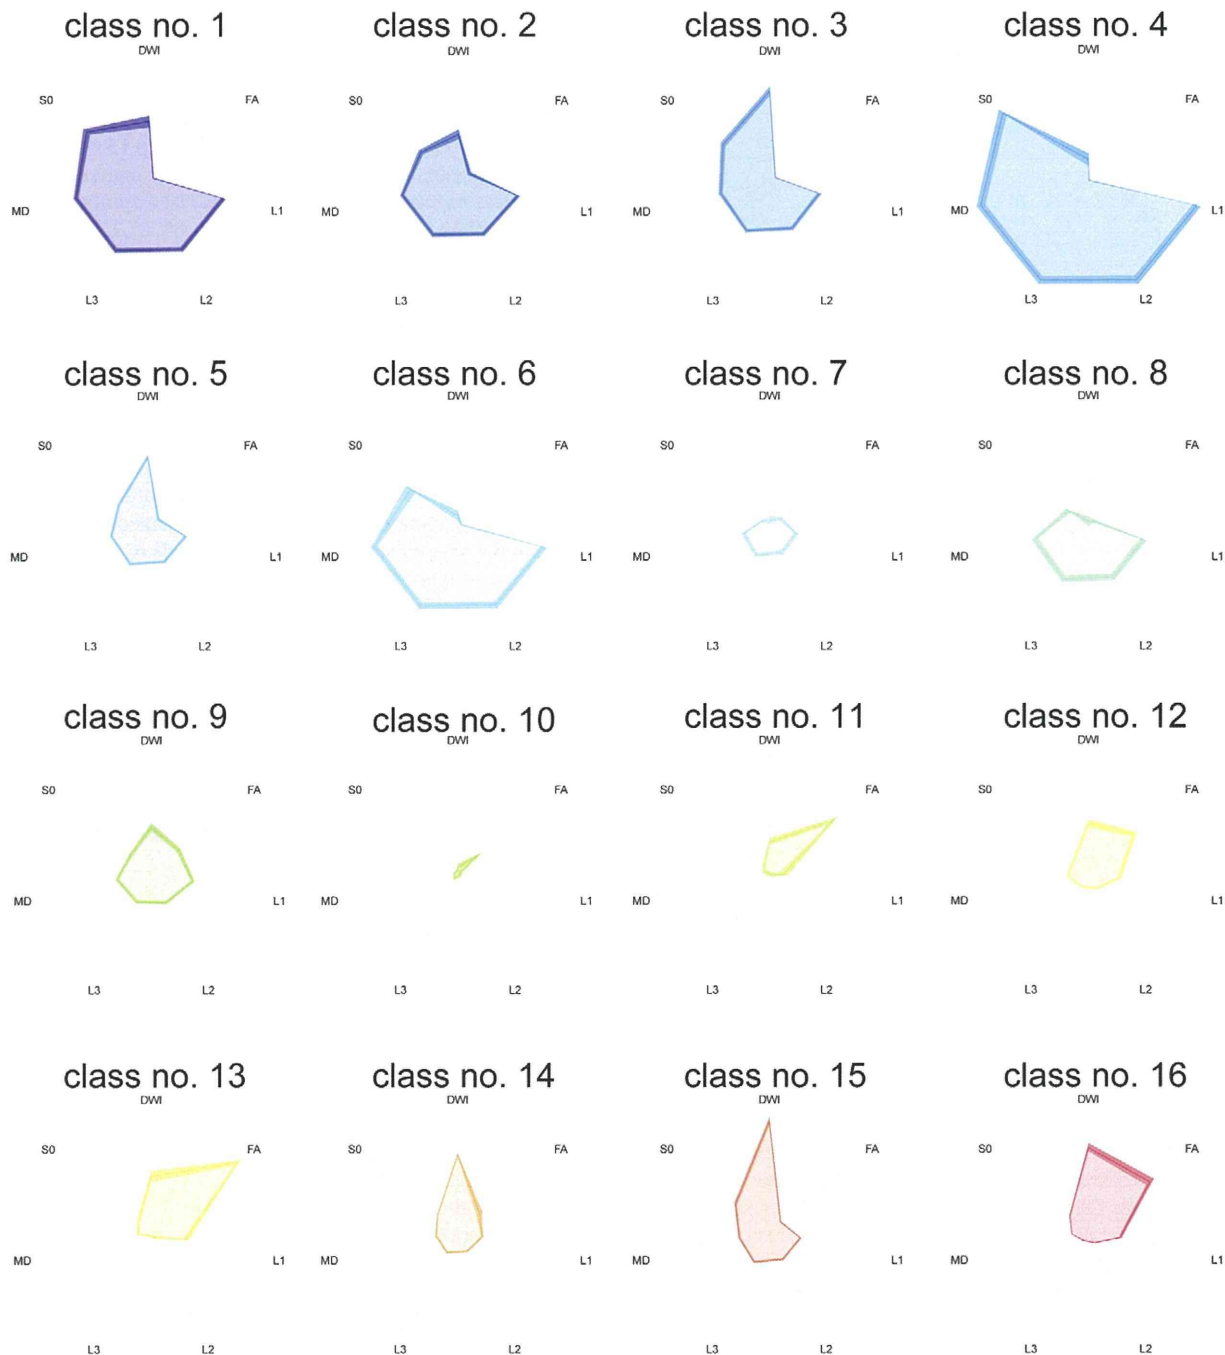 class no. 1
DWI
S0
FA
MD
L1
L3
L2
class no. 2
DWI
S0
FA
MD
L1
L3
L2
class no. 3
DWI
S0
FA
MD
L1
L3
L2
class no. 4
DWI
S0
FA
MD
L1
L3
L2
class no. 5
DWI
S0
FA
MD
L1
L3
L2
class no. 6
DWI
S0
FA
MD
L1
L3
L2
class no. 7
DWI
S0
FA
MD
L1
L3
L2
class no. 8
DWI
S0
FA
MD
L1
L3
L2
class no. 9
DWI
S0
FA
MD
L1
L3
L2
class no. 10
DWI
S0
FA
MD
L1
L3
L2
class no. 11
DWI
S0
FA
MD
L1
L3
L2
class no. 12
DWI
S0
FA
MD
L1
L3
L2
class no. 13
DWI
S0
FA
MD
L1
L3
L2
class no. 14
DWI
S0
FA
MD
L1
L3
L2
class no. 15
DWI
S0
FA
MD
L1
L3
L2
class no. 16
DWI
S0
FA
MD
L1
L3
L2